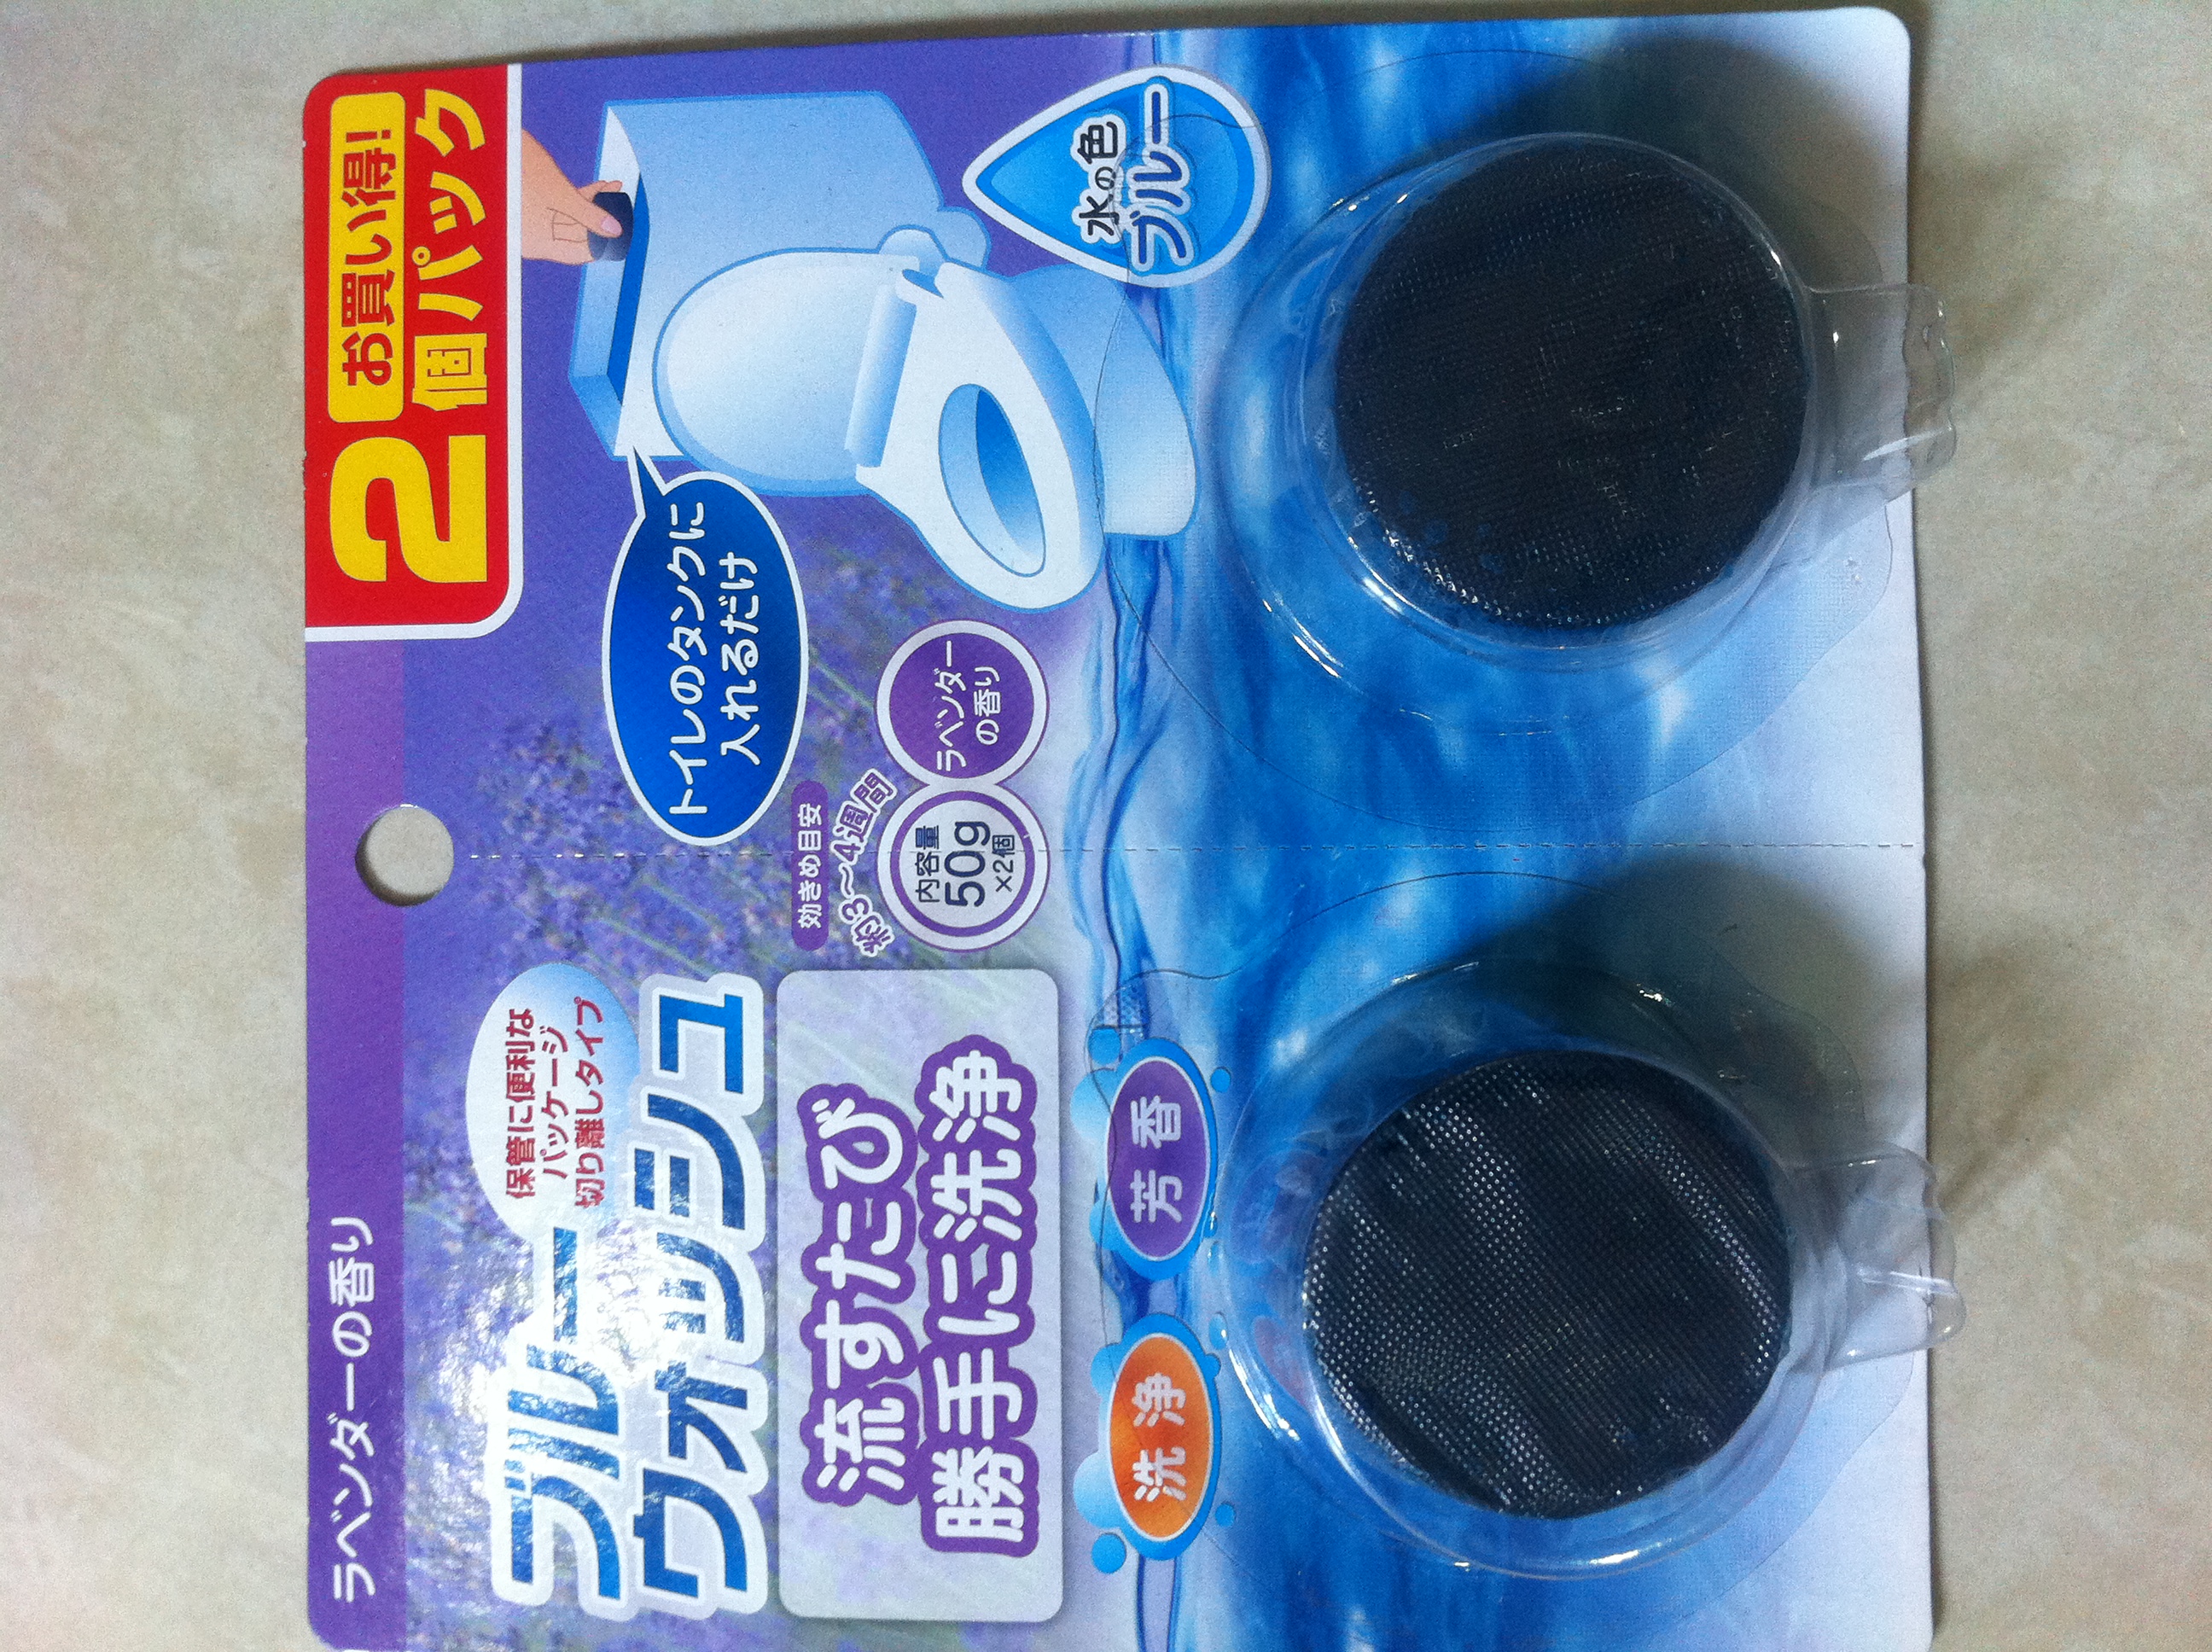 ラベンダーの香り
2
お買い得!
個パック
ブルー
ウォッシュ
保管に便利な
パッケージ
切り離しタイプ
トイレのタンクに
入れるだけ
流すたび
勝手に洗浄
効きめ目安
約3~4週間
内容量
50g
×2個
ラベンダー
の香り
洗浄
芳香
水の色
ブルー